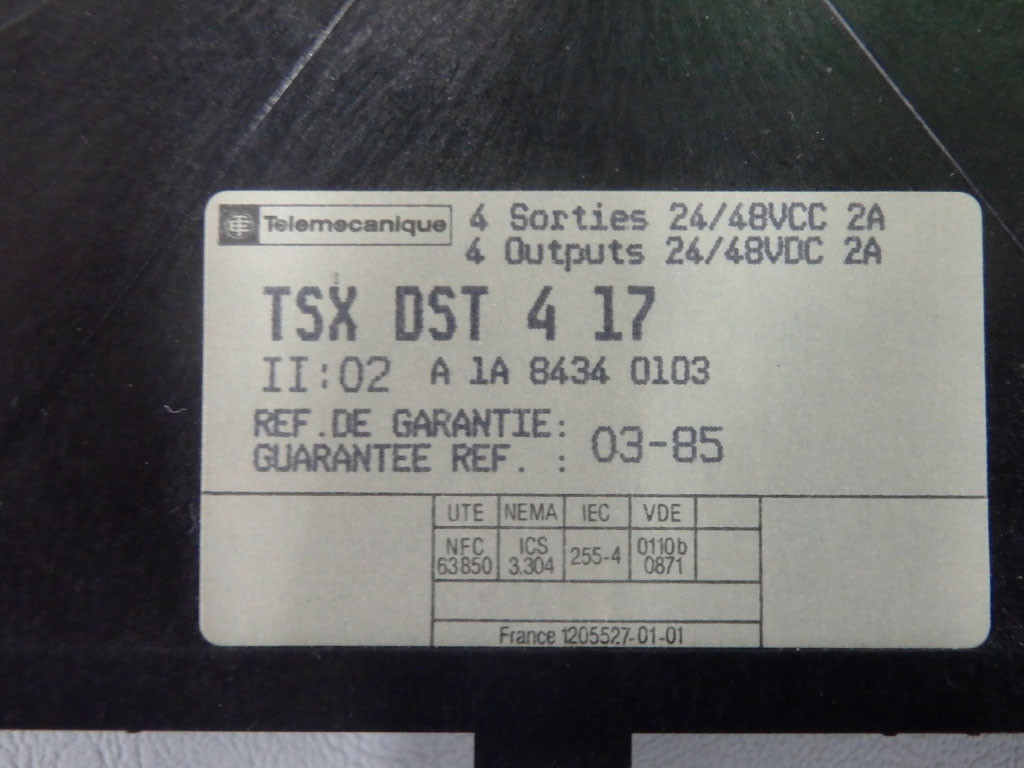 Telemecanique
4 Sorties 24/48VCC 2A
4 Outputs 24/48VDC 2A
TSX DST 4 17
II:02 A 1A 8434 0103
REF.DE GARANTIE:
GUARANTEE REF. : 03-85
UTE NEMA IEC VDE
NFC 63850 ICS 3.304 255-4 0110b 0871
France 1205527-01-01